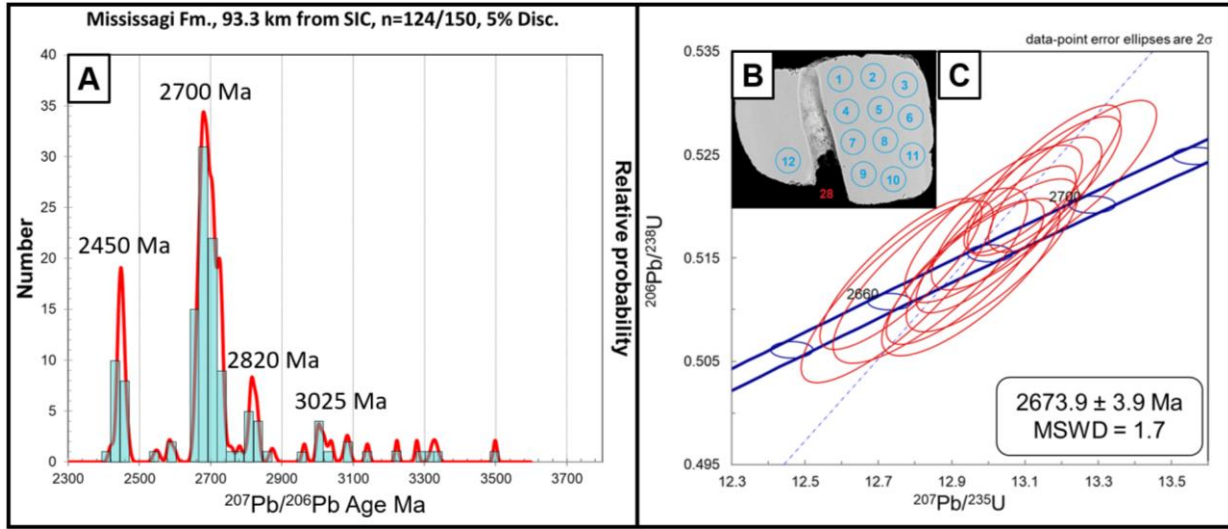 Mississagi Fm., 93.3 km from SIC, n=124/150, 5% Disc.
A
2700 Ma
2450 Ma
2820 Ma
3025 Ma
Number
40
35
30
25
20
15
10
5
0
2300 2500 2700 2900 3100 3300 3500 3700
²⁰⁷Pb/²⁰⁶Pb Age Ma
Relative probability
data-point error ellipses are 2σ
B
1 2 3
4 5 6
7 8
9 10 11
12
28
C
0.535
0.525
0.515
0.505
0.495
²⁰⁶Pb/²³⁸U
2700
2660
2673.9 ± 3.9 Ma
MSWD = 1.7
12.3 12.5 12.7 12.9 13.1 13.3 13.5
²⁰⁷Pb/²³⁵U